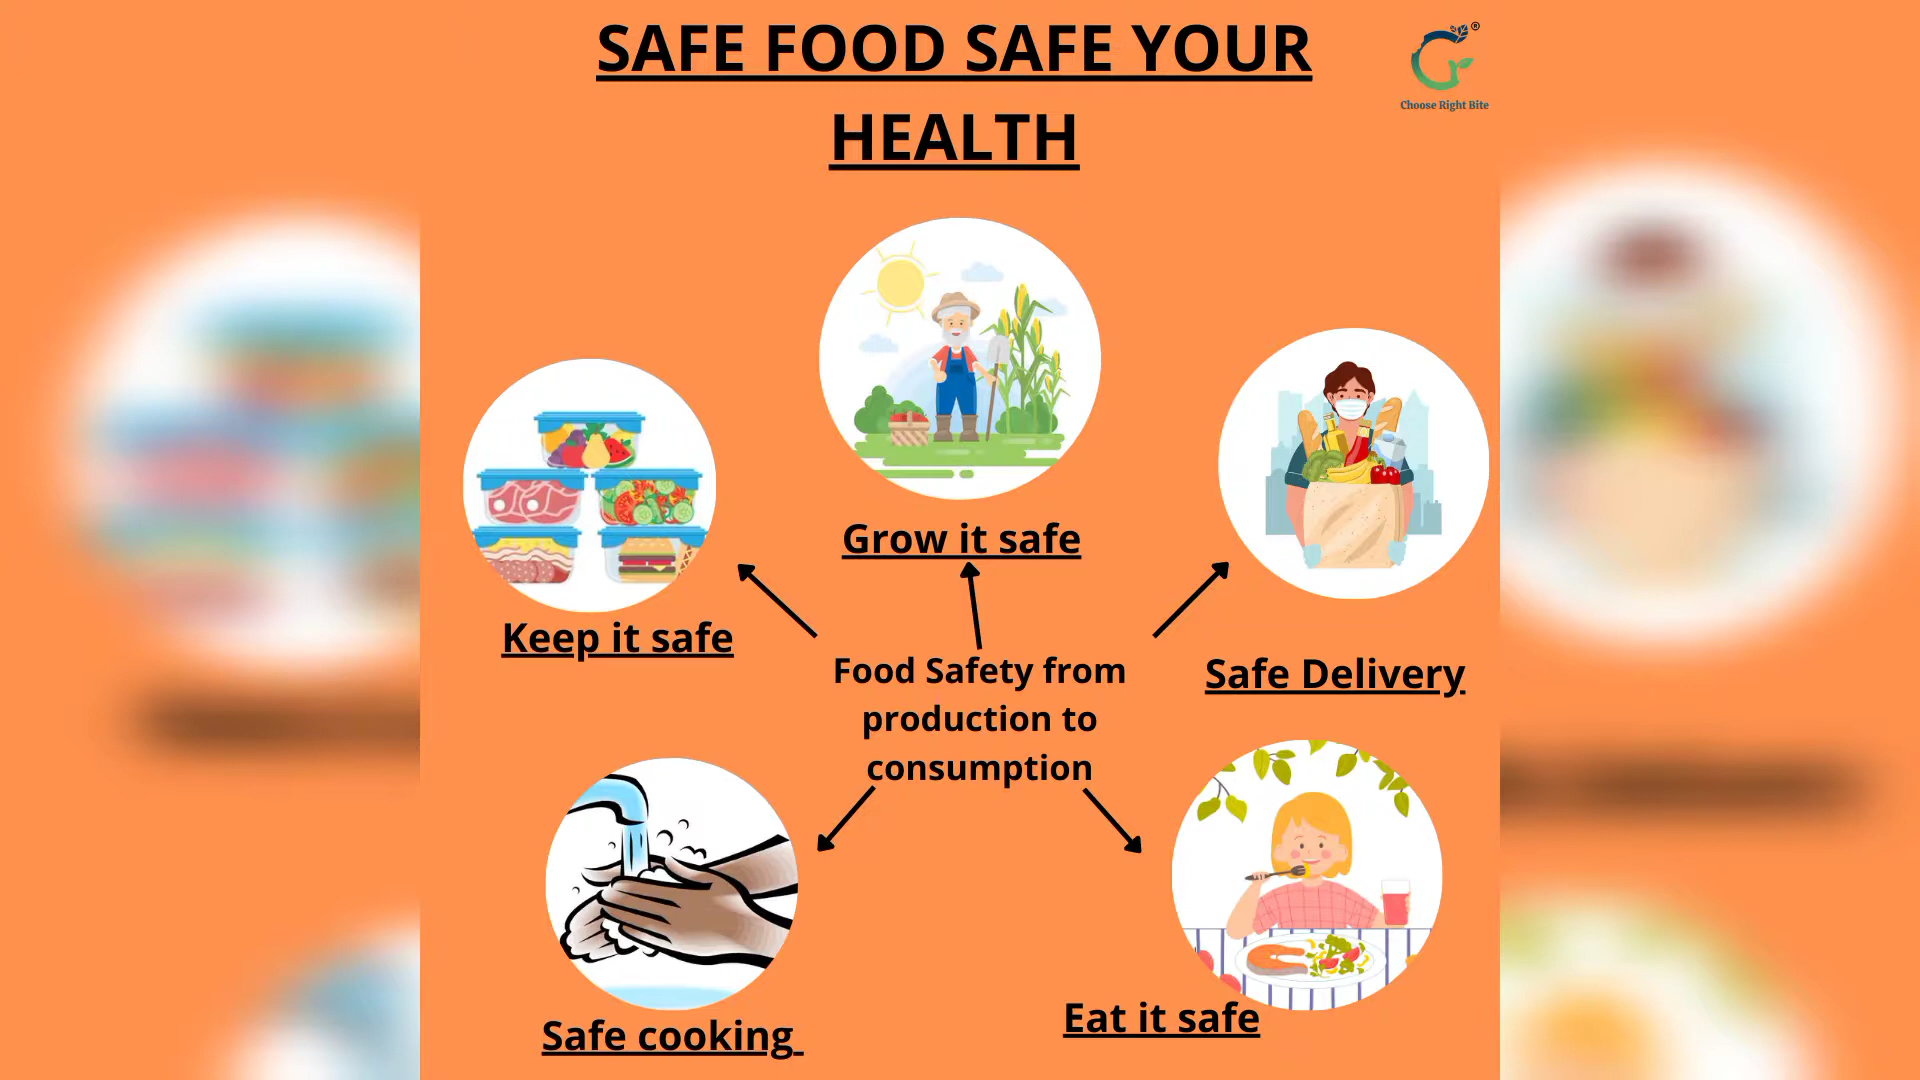 SAFE FOOD SAFE YOUR
HEALTH
®
Choose Right Bite
Grow it safe
Keep it safe
Safe Delivery
Food Safety from
production to
consumption
Safe cooking
Eat it safe